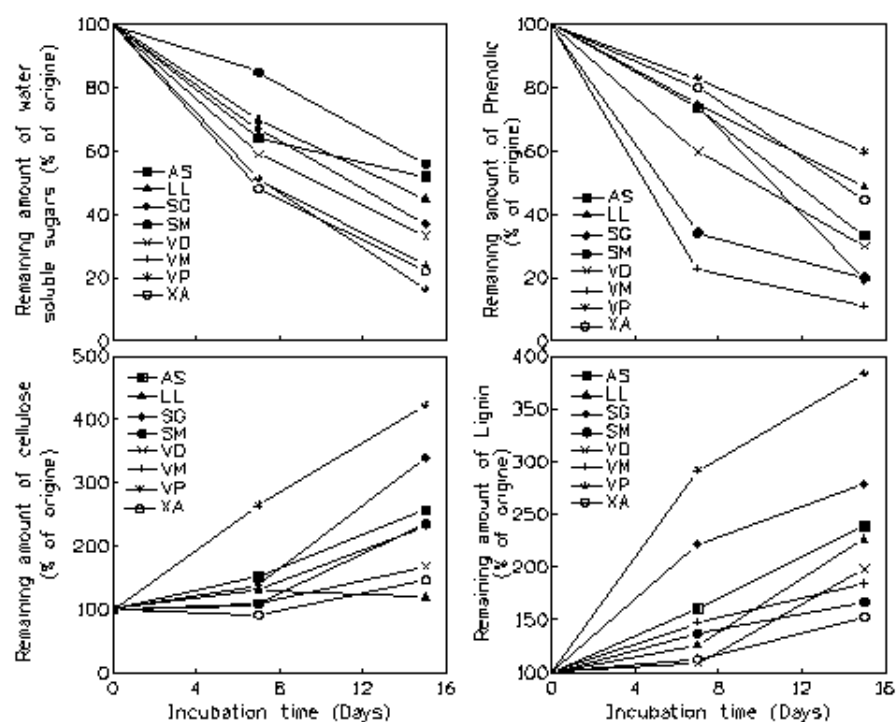 Remaining amount of water
soluble sugars (% of origine)
100
80
60
40
20
0
AS
LL
SG
SM
VD
VM
VP
XA
Remaining amount of Phenolic
(% of origine)
100
80
60
40
20
0
AS
LL
SG
SM
VD
VM
VP
XA
Remaining amount of cellulose
(% of origine)
500
400
300
200
100
0
AS
LL
SG
SM
VD
VM
VP
XA
0 4 8 12 16
Incubation time (Days)
Remaining amount of Lignin
(% of origine)
400
350
300
250
200
150
100
AS
LL
SG
SM
VD
VM
VP
XA
0 4 8 12 16
Incubation time (Days)